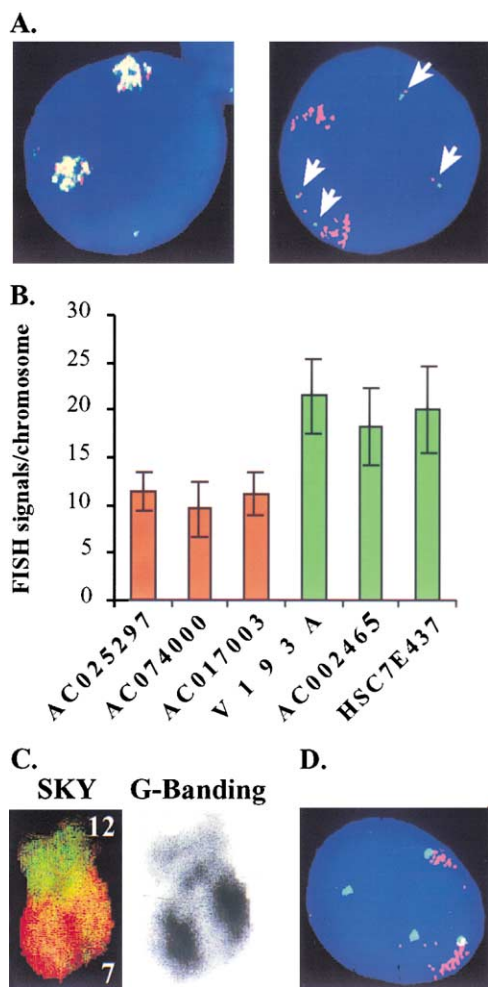 A.
B.
FISH signals/chromosome
30
25
20
15
10
5
0
AC025297
AC074000
AC017003
V193A
AC002465
HSC7E437
C.
SKY
G-Banding
12
7
D.